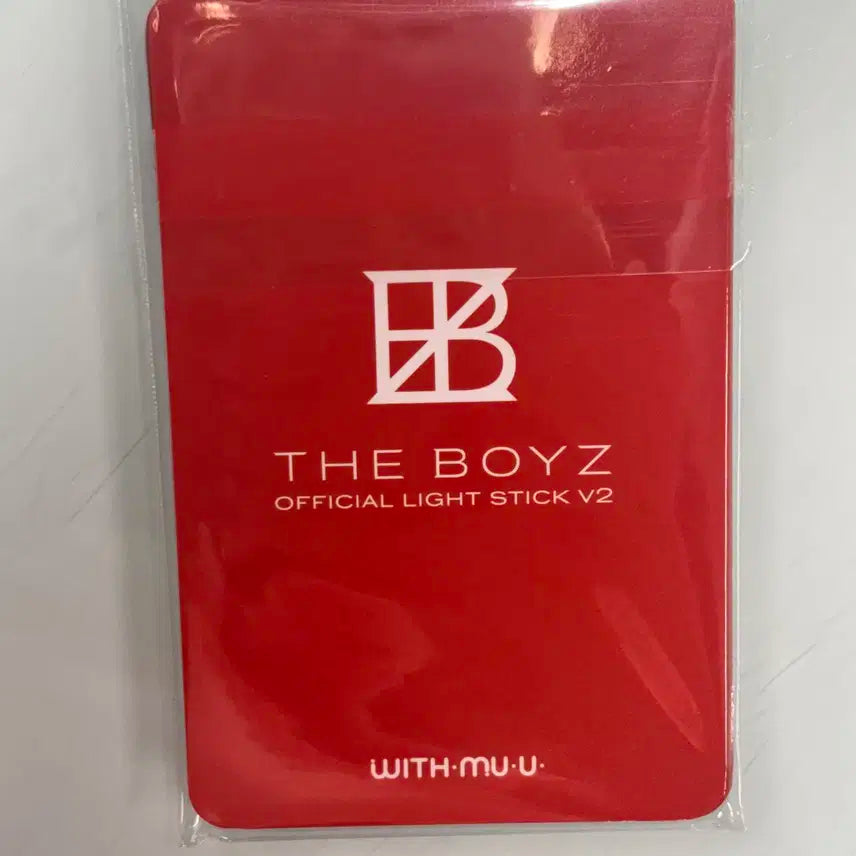 THE BOYZ
OFFICIAL LIGHT STICK V2
WITH·MU·U·